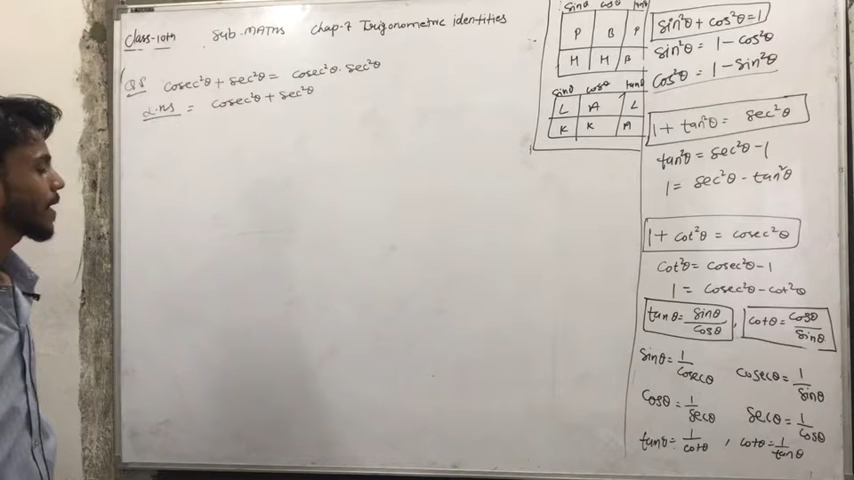 Class-10th Sub-MATHS Chap-7 Trigonometric identities
Q8 cosec²θ + sec²θ = cosec²θ · sec²θ
L.H.S = cosec²θ + sec²θ
sinθ cosθ tanθ
P B P
H H B
sinθ cosθ tanθ
L A L
K K A
sin²θ + cos²θ = 1
sin²θ = 1 - cos²θ
cos²θ = 1 - sin²θ
1 + tan²θ = sec²θ
tan²θ = sec²θ - 1
1 = sec²θ - tan²θ
1 + cot²θ = cosec²θ
cot²θ = cosec²θ - 1
1 = cosec²θ - cot²θ
tanθ = sinθ/cosθ , cotθ = cosθ/sinθ
sinθ = 1/cosecθ cosecθ = 1/sinθ
cosθ = 1/secθ secθ = 1/cosθ
tanθ = 1/cotθ , cotθ = 1/tanθ